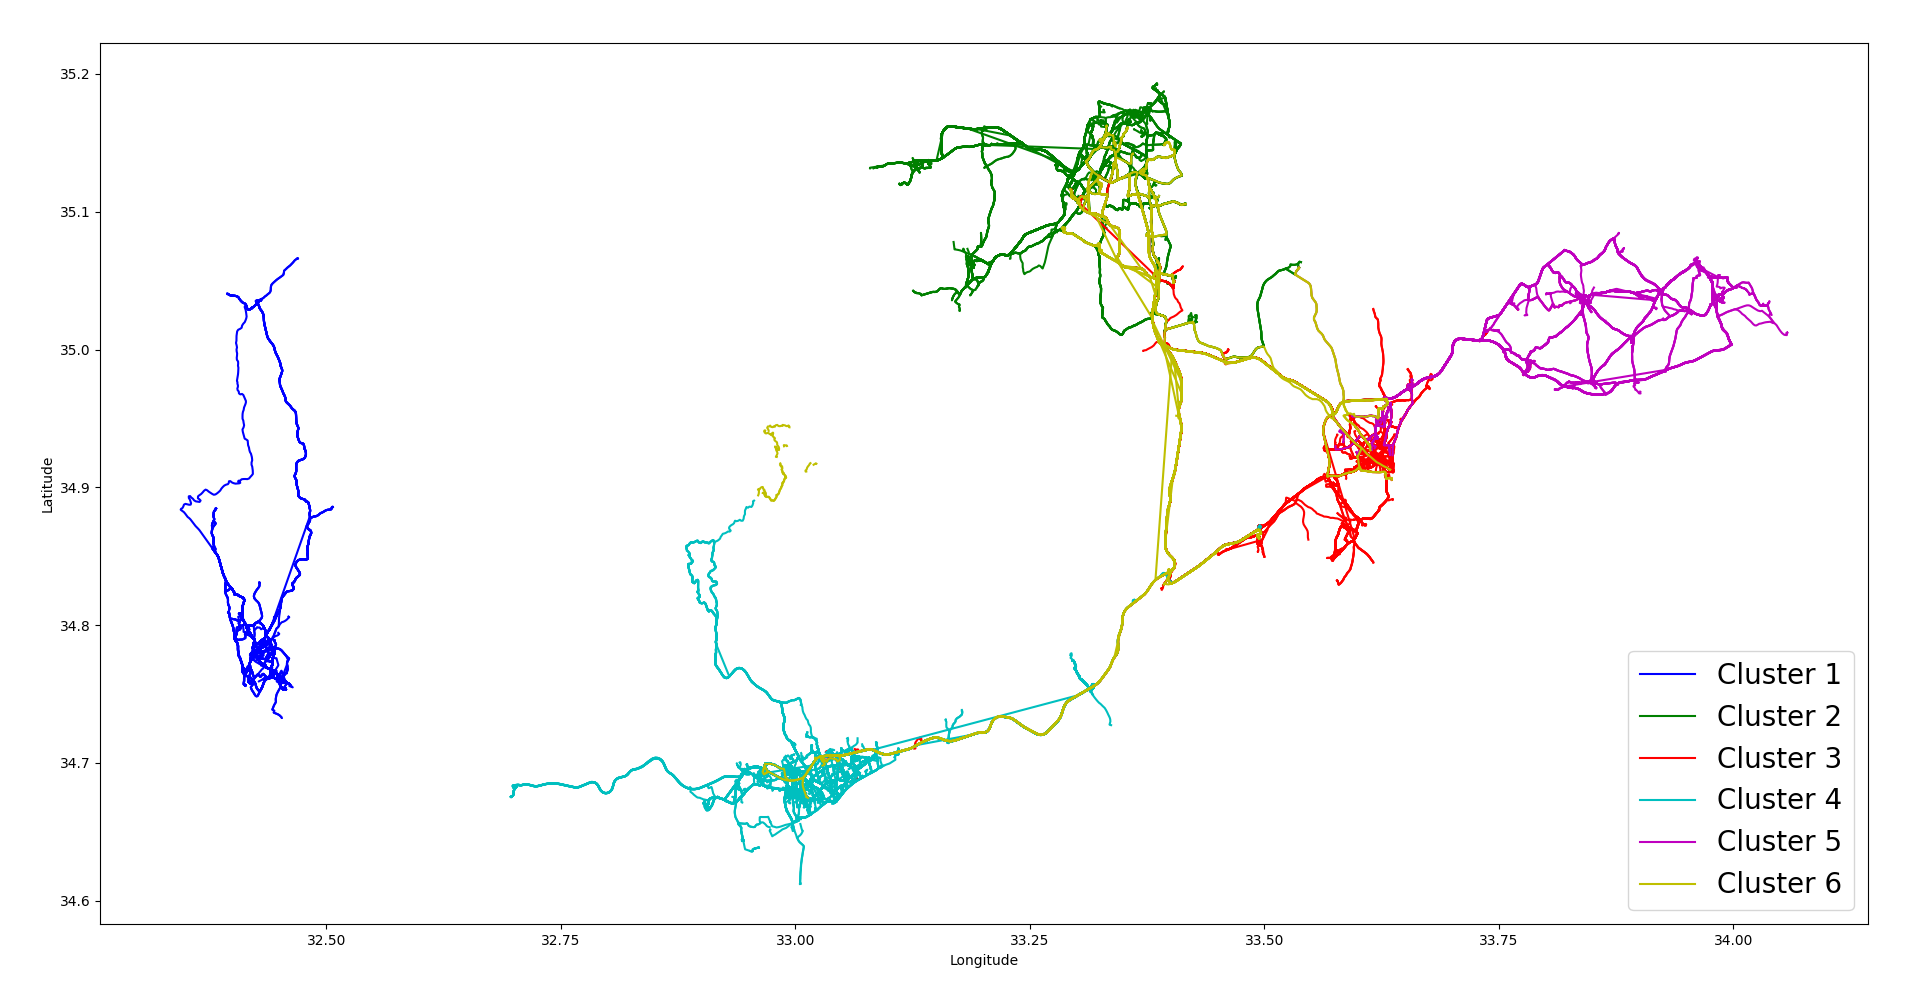 35.2
35.1
35.0
34.9
34.8
34.7
34.6
Latitude
32.50 32.75 33.00 33.25 33.50 33.75 34.00
Longitude
Cluster 1
Cluster 2
Cluster 3
Cluster 4
Cluster 5
Cluster 6